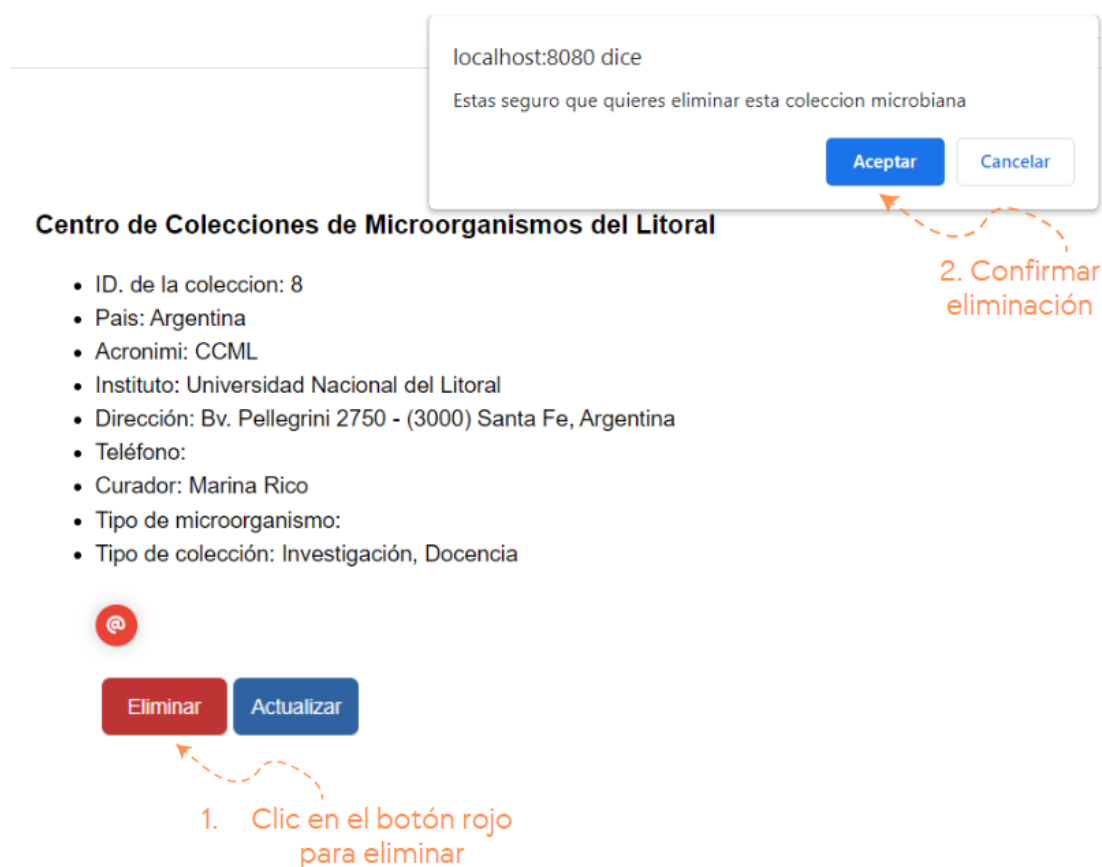 localhost:8080 dice
Estas seguro que quieres eliminar esta coleccion microbiana
Aceptar
Cancelar
Centro de Colecciones de Microorganismos del Litoral
2. Confirmar
eliminación
• ID. de la coleccion: 8
• Pais: Argentina
• Acronimi: CCML
• Instituto: Universidad Nacional del Litoral
• Dirección: Bv. Pellegrini 2750 - (3000) Santa Fe, Argentina
• Teléfono:
• Curador: Marina Rico
• Tipo de microorganismo:
• Tipo de colección: Investigación, Docencia
@
Eliminar
Actualizar
1. Clic en el botón rojo
para eliminar